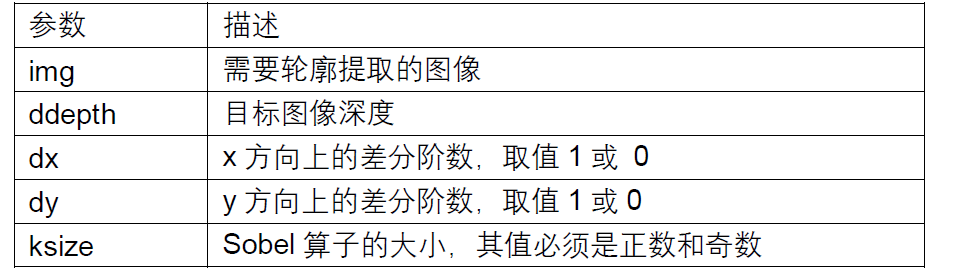 参数 描述
img 需要轮廓提取的图像
ddepth 目标图像深度
dx x 方向上的差分阶数，取值 1 或 0
dy y 方向上的差分阶数，取值 1 或 0
ksize Sobel 算子的大小，其值必须是正数和奇数